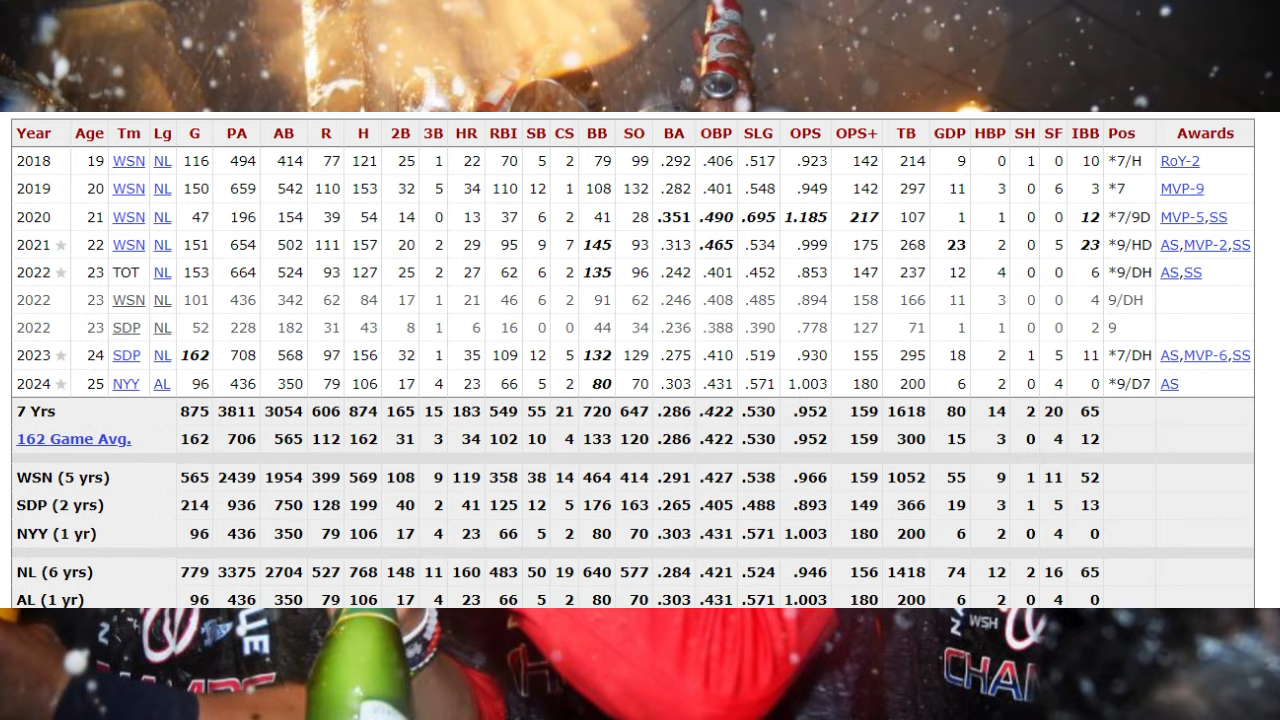 Year Age Tm Lg G PA AB R H 2B 3B HR RBI SB CS BB SO BA OBP SLG OPS OPS+ TB GDP HBP SH SF IBB Pos Awards
2018 19 WSN NL 116 494 414 77 121 25 1 22 70 5 2 79 99 .292 .406 .517 .923 142 214 9 0 1 0 10 *7/H RoY-2
2019 20 WSN NL 150 659 542 110 153 32 5 34 110 12 1 108 132 .282 .401 .548 .949 142 297 11 3 0 6 3 *7 MVP-9
2020 21 WSN NL 47 196 154 39 54 14 0 13 37 6 2 41 28 .351 .490 .695 1.185 217 107 1 1 0 0 12 *7/9D MVP-5,SS
2021 ★ 22 WSN NL 151 654 502 111 157 20 2 29 95 9 7 145 93 .313 .465 .534 .999 175 268 23 2 0 5 23 *9/HD AS,MVP-2,SS
2022 ★ 23 TOT NL 153 664 524 93 127 25 2 27 62 6 2 135 96 .242 .401 .452 .853 147 237 12 4 0 0 6 *9/DH AS,SS
2022 23 WSN NL 101 436 342 62 84 17 1 21 46 6 2 91 62 .246 .408 .485 .894 158 166 11 3 0 0 4 9/DH
2022 23 SDP NL 52 228 182 31 43 8 1 6 16 0 0 44 34 .236 .388 .390 .778 127 71 1 1 0 0 2 9
2023 ★ 24 SDP NL 162 708 568 97 156 32 1 35 109 12 5 132 129 .275 .410 .519 .930 155 295 18 2 1 5 11 *7/DH AS,MVP-6,SS
2024 ★ 25 NYY AL 96 436 350 79 106 17 4 23 66 5 2 80 70 .303 .431 .571 1.003 180 200 6 2 0 4 0 *9/D7 AS
7 Yrs 875 3811 3054 606 874 165 15 183 549 55 21 720 647 .286 .422 .530 .952 159 1618 80 14 2 20 65
162 Game Avg. 162 706 565 112 162 31 3 34 102 10 4 133 120 .286 .422 .530 .952 159 300 15 3 0 4 12
WSN (5 yrs) 565 2439 1954 399 569 108 9 119 358 38 14 464 414 .291 .427 .538 .966 159 1052 55 9 1 11 52
SDP (2 yrs) 214 936 750 128 199 40 2 41 125 12 5 176 163 .265 .405 .488 .893 149 366 19 3 1 5 13
NYY (1 yr) 96 436 350 79 106 17 4 23 66 5 2 80 70 .303 .431 .571 1.003 180 200 6 2 0 4 0
NL (6 yrs) 779 3375 2704 527 768 148 11 160 483 50 19 640 577 .284 .421 .524 .946 156 1418 74 12 2 16 65
AL (1 yr) 96 436 350 79 106 17 4 23 66 5 2 80 70 .303 .431 .571 1.003 180 200 6 2 0 4 0
WSH